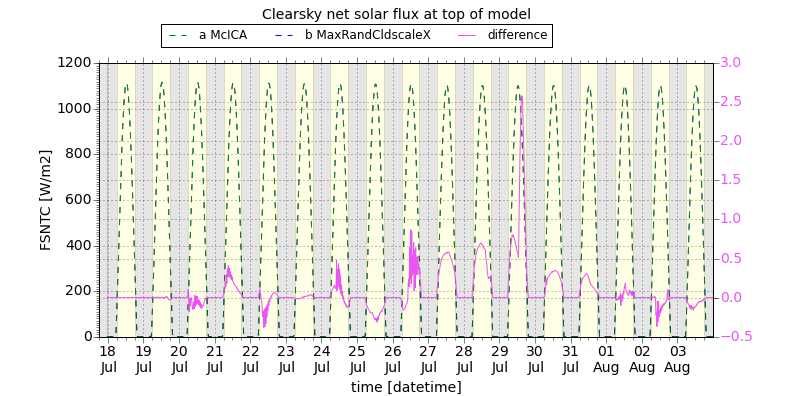 Clearsky net solar flux at top of model
a McICA b MaxRandCldscaleX difference
1200 3.0
1000 2.5
800 2.0
600 1.5
400 1.0
200 0.5
0 0.0
−0.5
FSNTC [W/m2]
18 19 20 21 22 23 24 25 26 27 28 29 30 31 01 02 03
Jul Jul Jul Jul Jul Jul Jul Jul Jul Jul Jul Jul Jul Jul Aug Aug Aug
time [datetime]